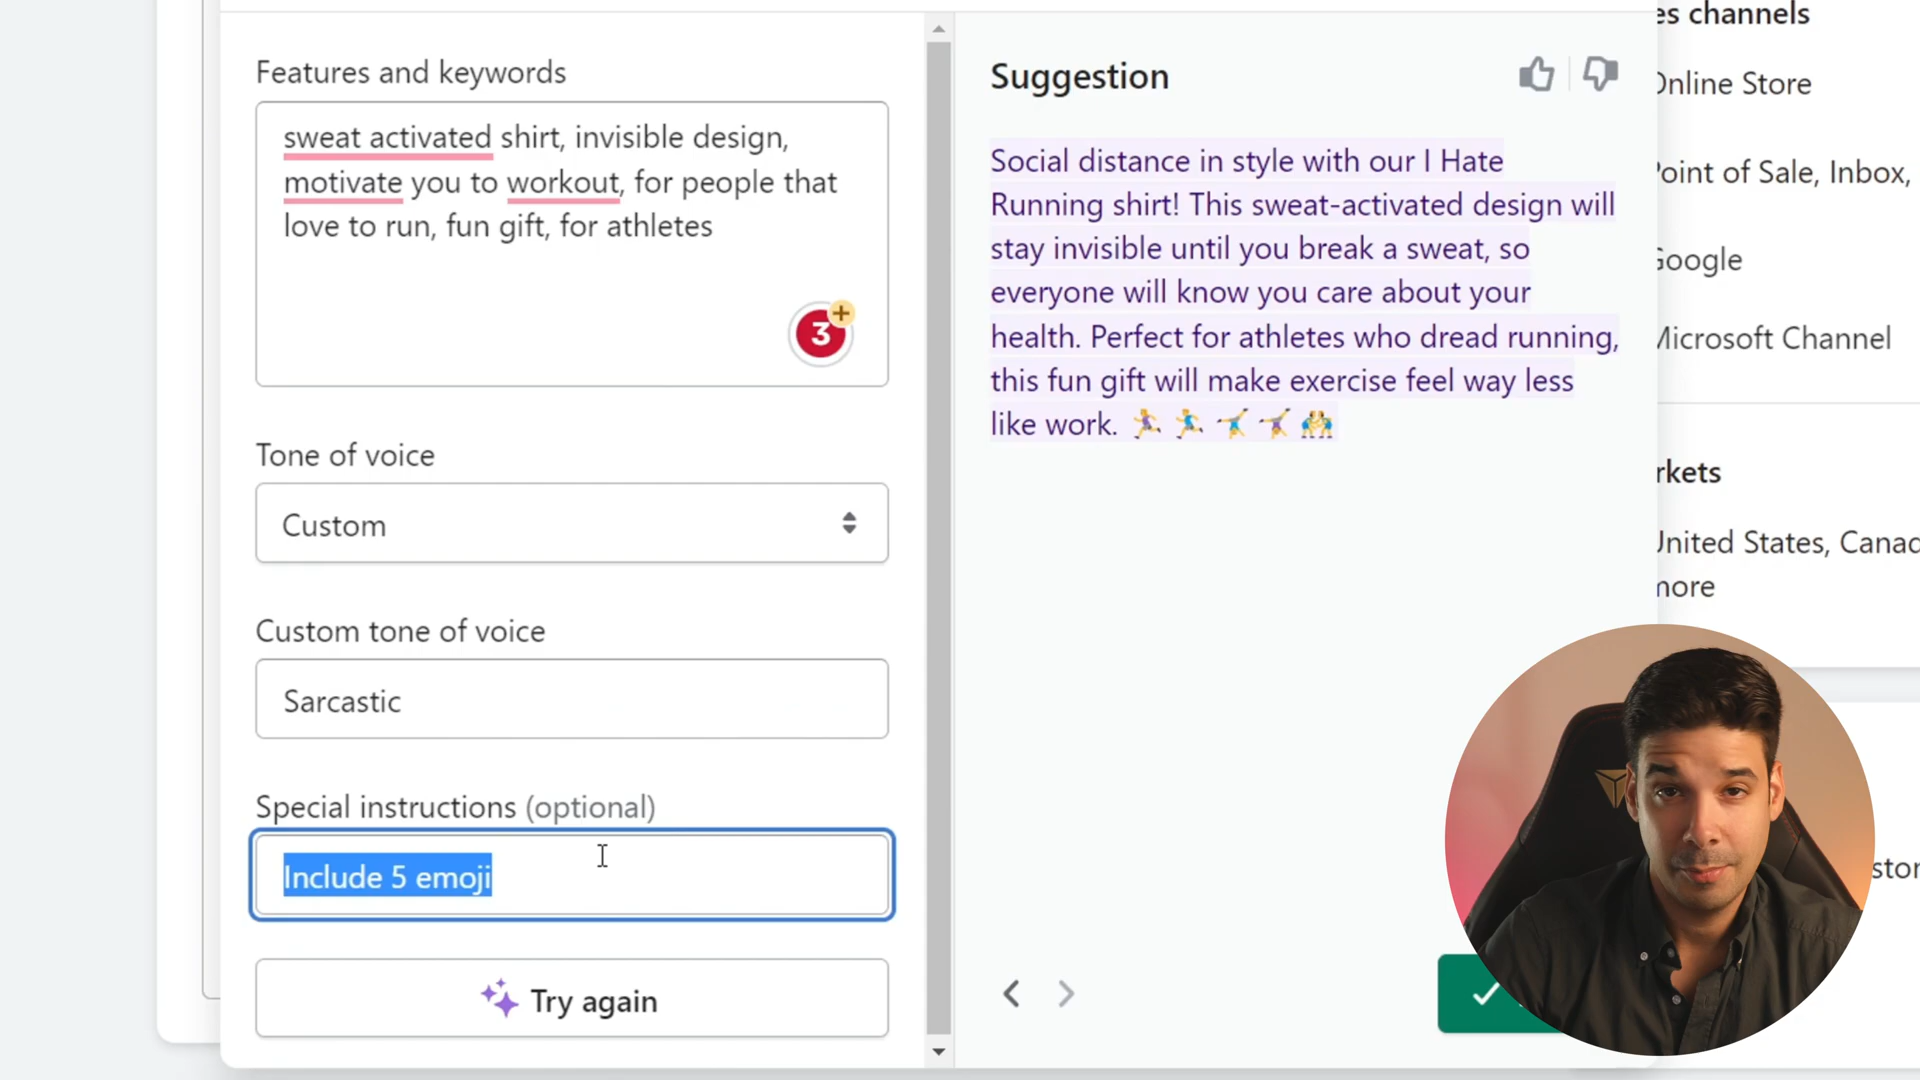 Features and keywords
sweat activated shirt, invisible design,
motivate you to workout, for people that
love to run, fun gift, for athletes
3
+
Tone of voice
Custom
Custom tone of voice
Sarcastic
Special instructions (optional)
Include 5 emoji
Try again
Suggestion
Social distance in style with our I Hate
Running shirt! This sweat-activated design will
stay invisible until you break a sweat, so
everyone will know you care about your
health. Perfect for athletes who dread running,
this fun gift will make exercise feel way less
like work. 🏃‍♀️🏃‍♂️🤸‍♂️🤸‍♀️🤼‍♂️
es channels
Online Store
Point of Sale, Inbox,
Google
Microsoft Channel
rkets
United States, Canad
more
stor